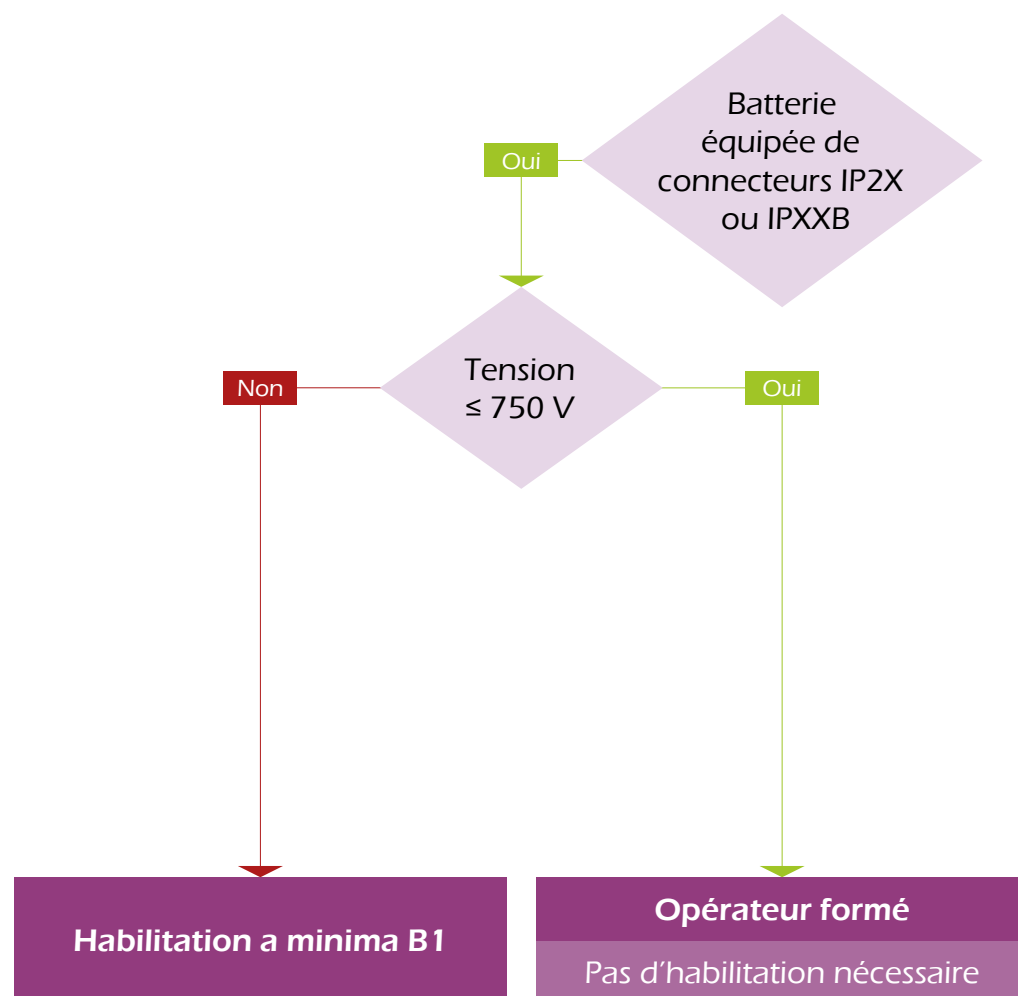 Batterie
équipée de
connecteurs IP2X
ou IPXXB
Oui
Tension
≤ 750 V
Non
Oui
Habilitation a minima B1
Opérateur formé
Pas d’habilitation nécessaire